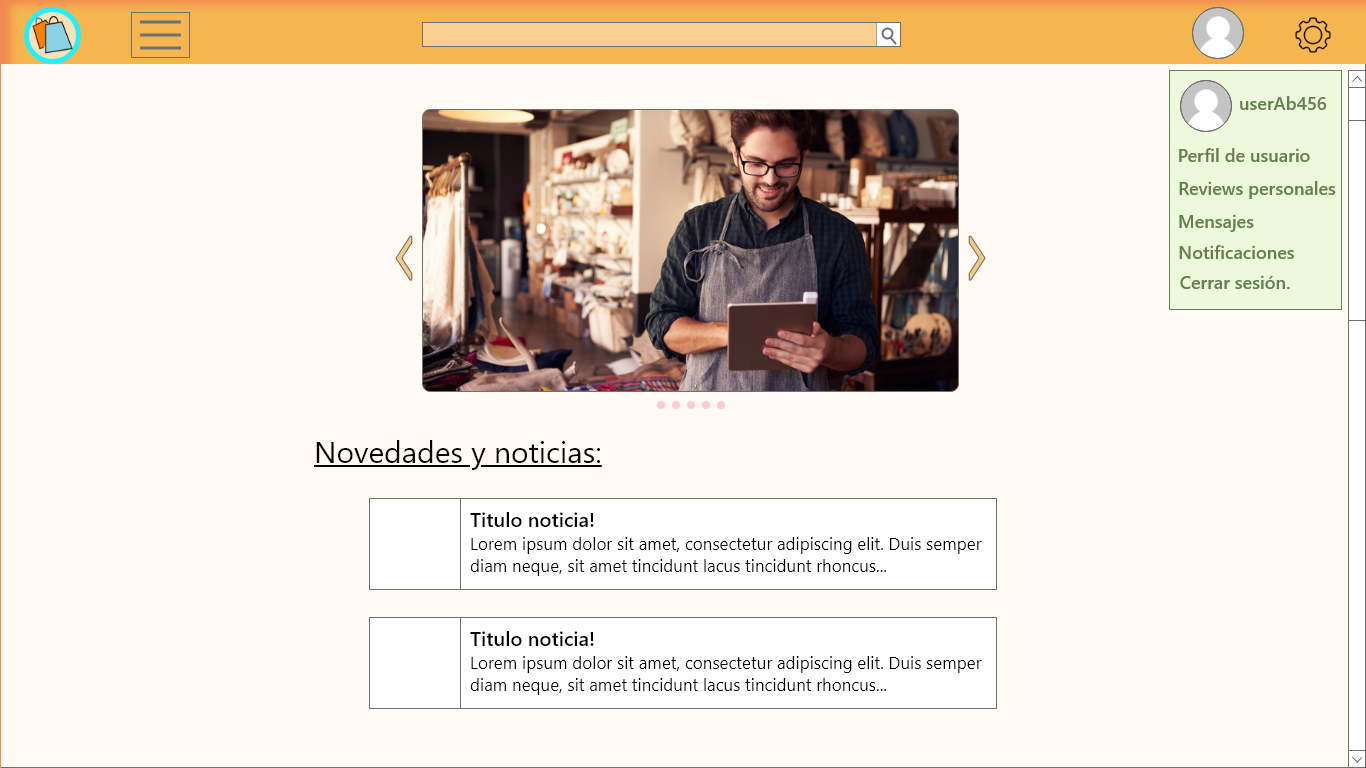 userAb456
Perfil de usuario
Reviews personales
Mensajes
Notificaciones
Cerrar sesión.
Novedades y noticias:
Titulo noticia!
Lorem ipsum dolor sit amet, consectetur adipiscing elit. Duis semper
diam neque, sit amet tincidunt lacus tincidunt rhoncus...
Titulo noticia!
Lorem ipsum dolor sit amet, consectetur adipiscing elit. Duis semper
diam neque, sit amet tincidunt lacus tincidunt rhoncus...